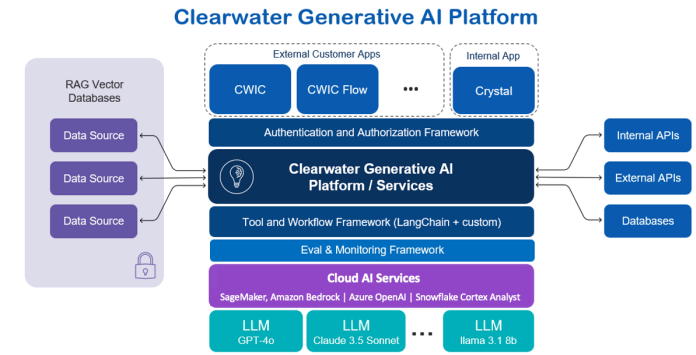 Clearwater Generative AI Platform
External Customer Apps
Internal App
CWIC
CWIC Flow
...
Crystal
RAG Vector
Databases
Data Source
Data Source
Data Source
Authentication and Authorization Framework
Clearwater Generative AI
Platform / Services
Tool and Workflow Framework (LangChain + custom)
Eval & Monitoring Framework
Cloud AI Services
SageMaker, Amazon Bedrock | Azure OpenAI | Snowflake Cortex Analyst
LLM
GPT-4o
LLM
Claude 3.5 Sonnet
...
LLM
llama 3.1 8b
Internal APIs
External APIs
Databases